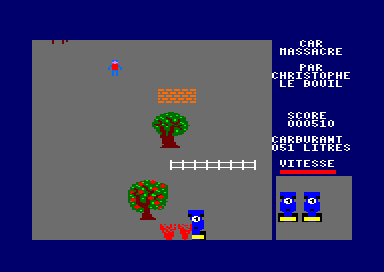 CAR
MASSACRE
PAR
CHRISTOPHE
LE BOUIL
SCORE
000510
CARBURANT
051 LITRES
VITESSE